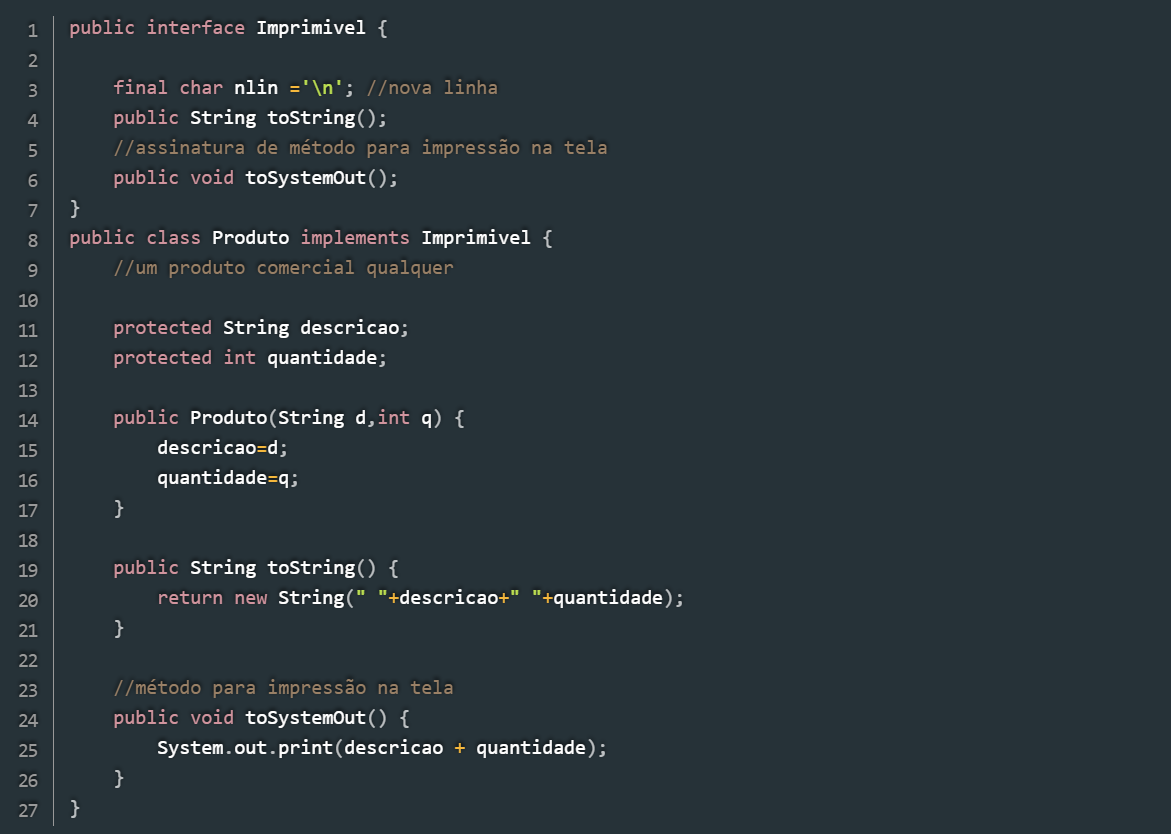 1 public interface Imprimivel {
2
3     final char nlin ='\n'; //nova linha
4     public String toString();
5     //assinatura de método para impressão na tela
6     public void toSystemOut();
7 }
8 public class Produto implements Imprimivel {
9     //um produto comercial qualquer
10
11     protected String descricao;
12     protected int quantidade;
13
14     public Produto(String d,int q) {
15         descricao=d;
16         quantidade=q;
17     }
18
19     public String toString() {
20         return new String(" "+descricao+" "+quantidade);
21     }
22
23     //método para impressão na tela
24     public void toSystemOut() {
25         System.out.print(descricao + quantidade);
26     }
27 }